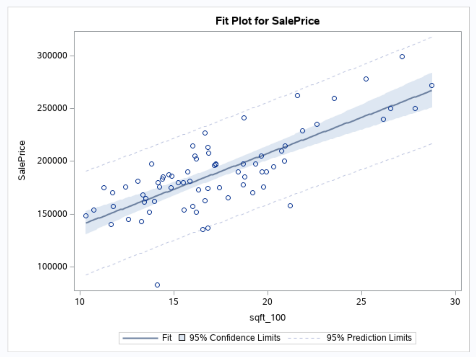 Fit Plot for SalePrice
300000
250000
200000
150000
100000
SalePrice
10 15 20 25 30
sqft_100
Fit 95% Confidence Limits 95% Prediction Limits